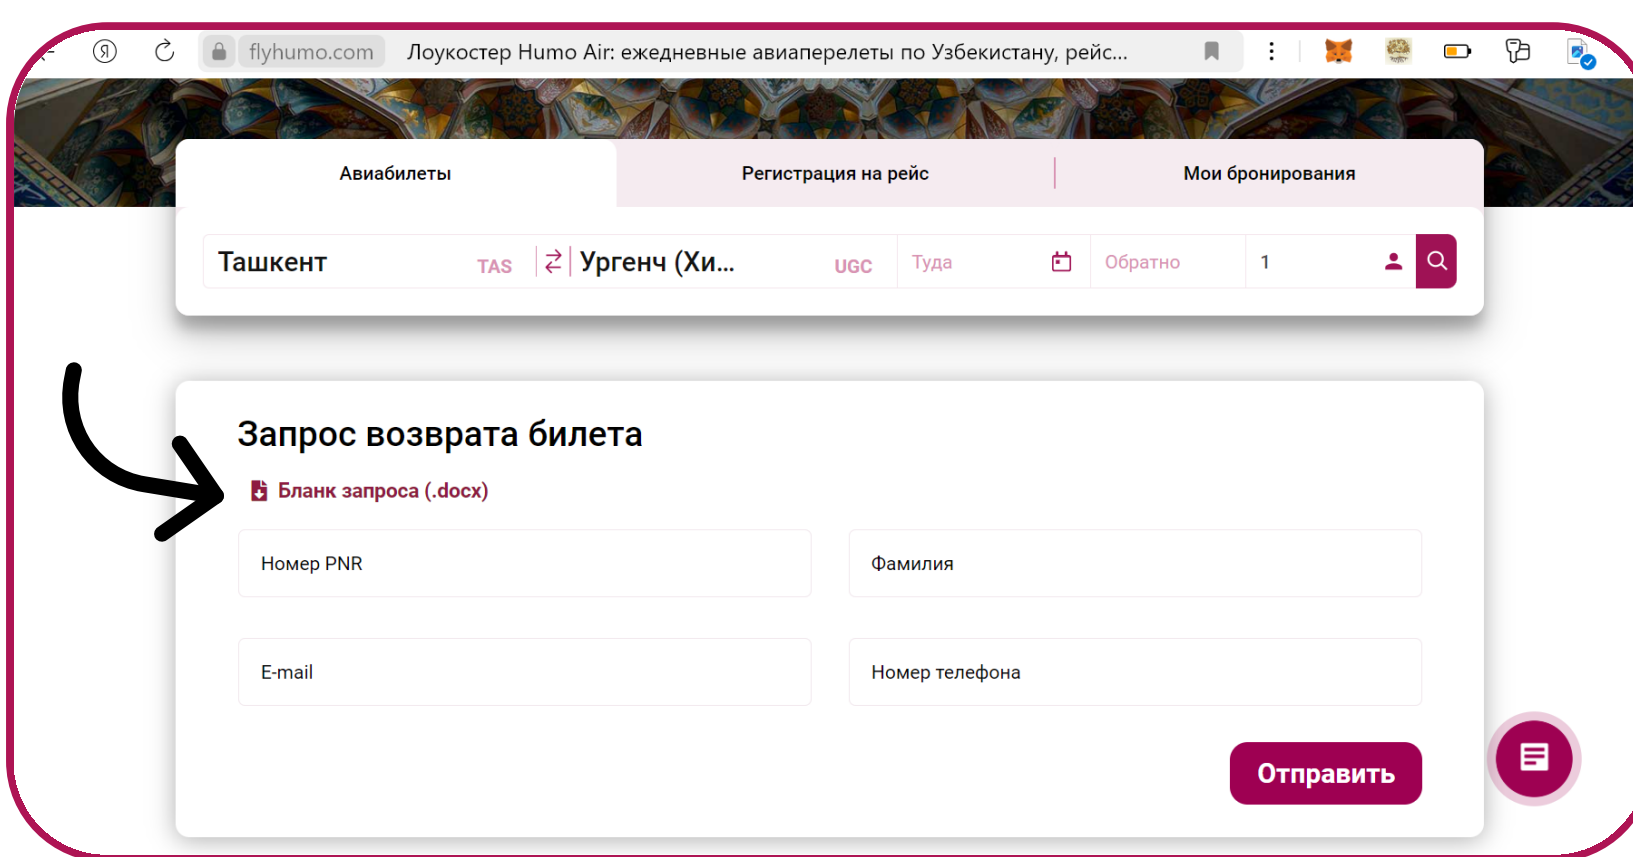 flyhumo.com Лоукостер Humo Air: ежедневные авиаперелеты по Узбекистану, рейс...
Авиабилеты Регистрация на рейс Мои бронирования
Ташкент TAS Ургенч (Хи... UGC Туда Обратно 1
Запрос возврата билета
Бланк запроса (.docx)
Номер PNR Фамилия
E-mail Номер телефона
Отправить